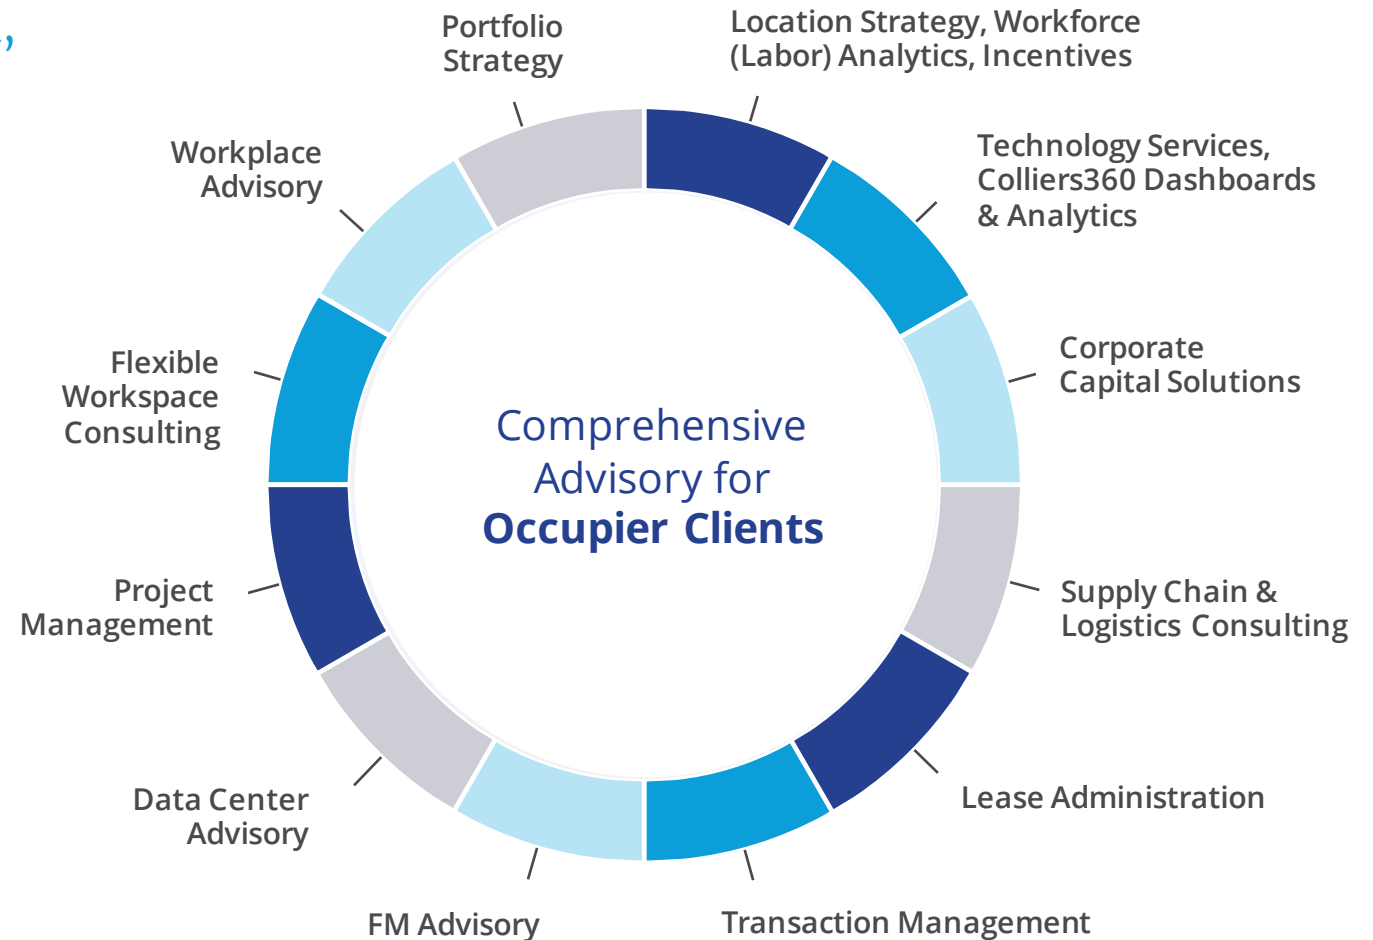 Portfolio
Strategy
Location Strategy, Workforce
(Labor) Analytics, Incentives
Technology Services,
Colliers360 Dashboards
& Analytics
Corporate
Capital Solutions
Supply Chain &
Logistics Consulting
Lease Administration
Transaction Management
FM Advisory
Data Center
Advisory
Project
Management
Flexible
Workspace
Consulting
Workplace
Advisory
Comprehensive
Advisory for
Occupier Clients